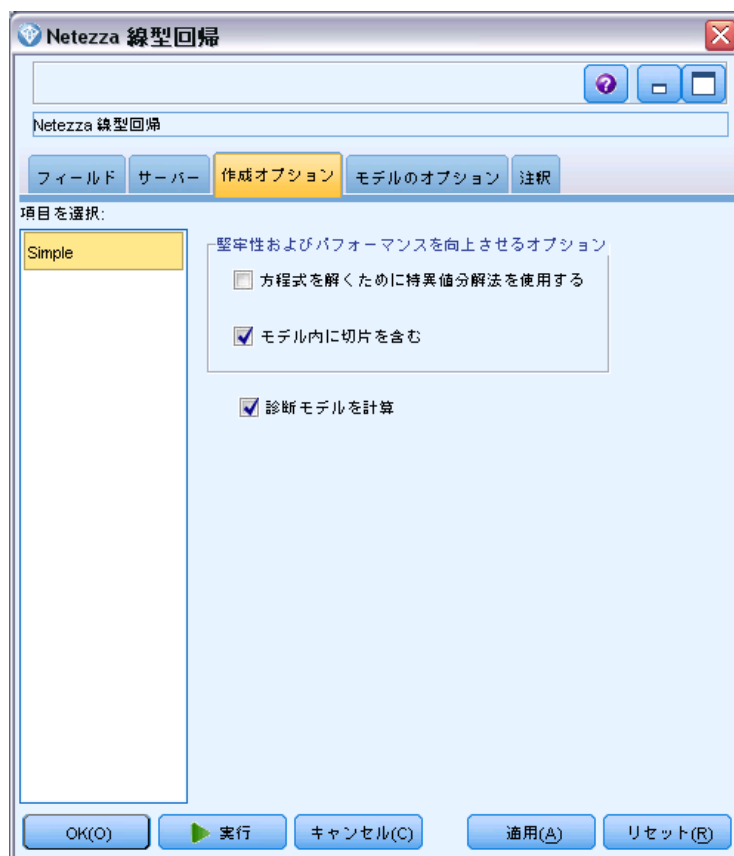 Netezza 線型回帰
Netezza 線型回帰
フィールド サーバー 作成オプション モデルのオプション 注釈
項目を選択:
Simple
堅牢性およびパフォーマンスを向上させるオプション
方程式を解くために特異値分解法を使用する
モデル内に切片を含む
診断モデルを計算
OK(O) 実行 キャンセル(C) 適用(A) リセット(R)